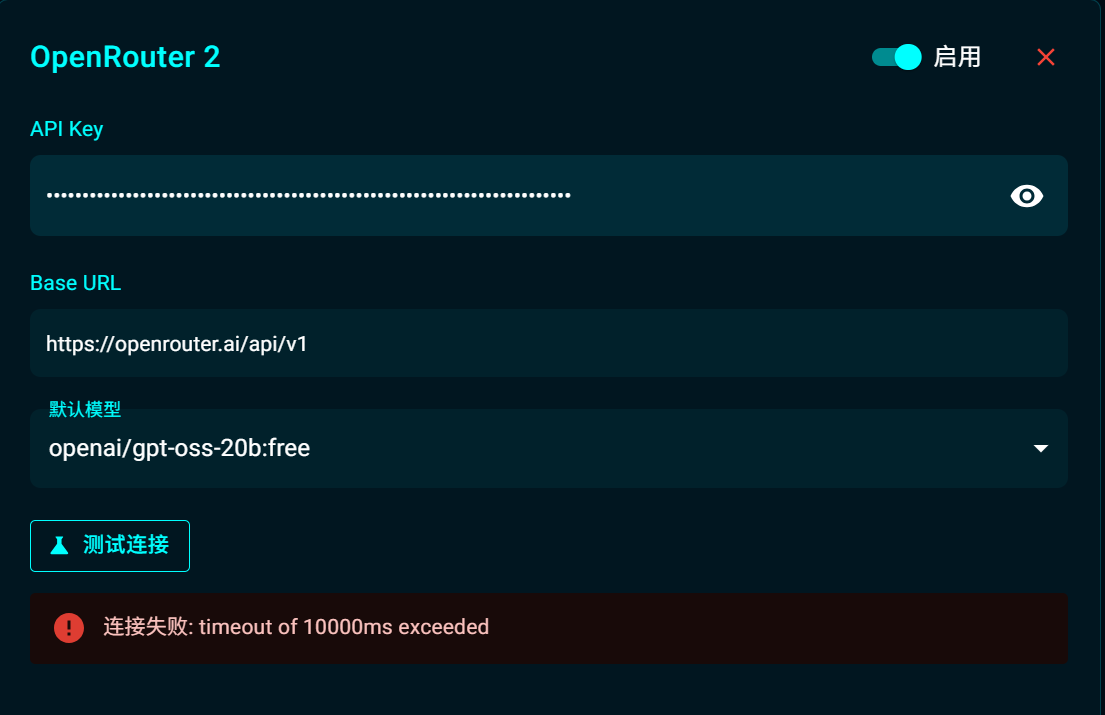 OpenRouter 2
启用
API Key
••••••••••••••••••••••••••••••••••••••••••••••••••••••••••••••••••••••••• 
Base URL
https://openrouter.ai/api/v1
默认模型
openai/gpt-oss-20b:free
测试连接
连接失败: timeout of 10000ms exceeded